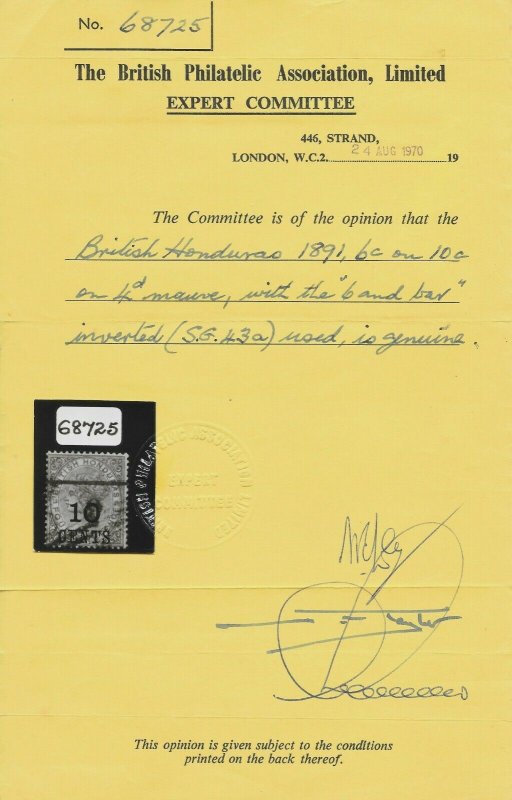 No. 68725
The British Philatelic Association, Limited
EXPERT COMMITTEE
446, STRAND,
LONDON, W.C.2. 24 AUG 1970 19
The Committee is of the opinion that the
British Honduras 1891, 6c on 10c
on 4d mauve, with the "6 and bar"
inverted (S.G. 43a) used, is genuine.
68725
BRITISH HONDURAS
10
CENTS
EXPERT
COMMITTEE
This opinion is given subject to the conditions
printed on the back thereof.